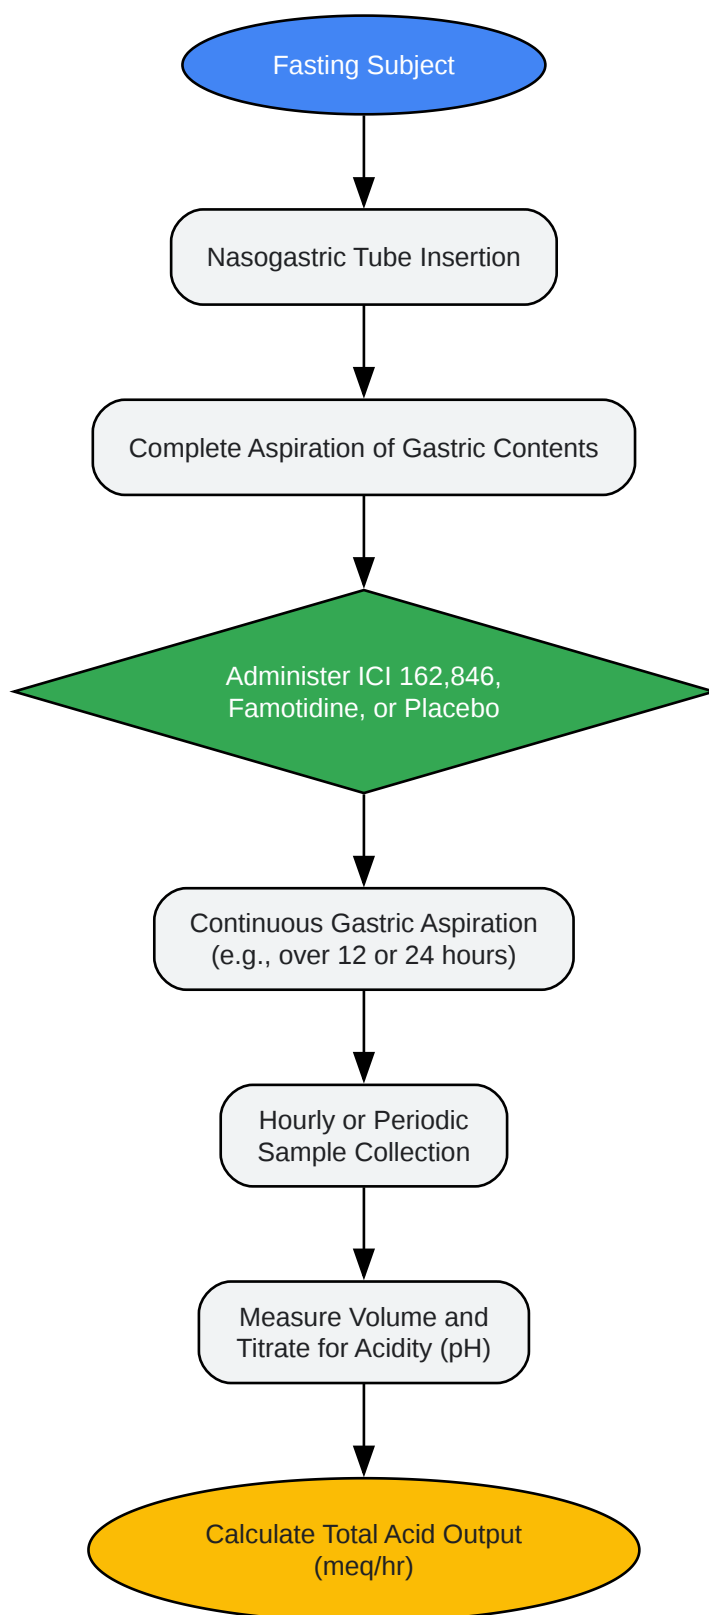 Fasting Subject
Nasogastric Tube Insertion
Complete Aspiration of Gastric Contents
Administer ICI 162,846,
Famotidine, or Placebo
Continuous Gastric Aspiration
(e.g., over 12 or 24 hours)
Hourly or Periodic
Sample Collection
Measure Volume and
Titrate for Acidity (pH)
Calculate Total Acid Output
(meq/hr)